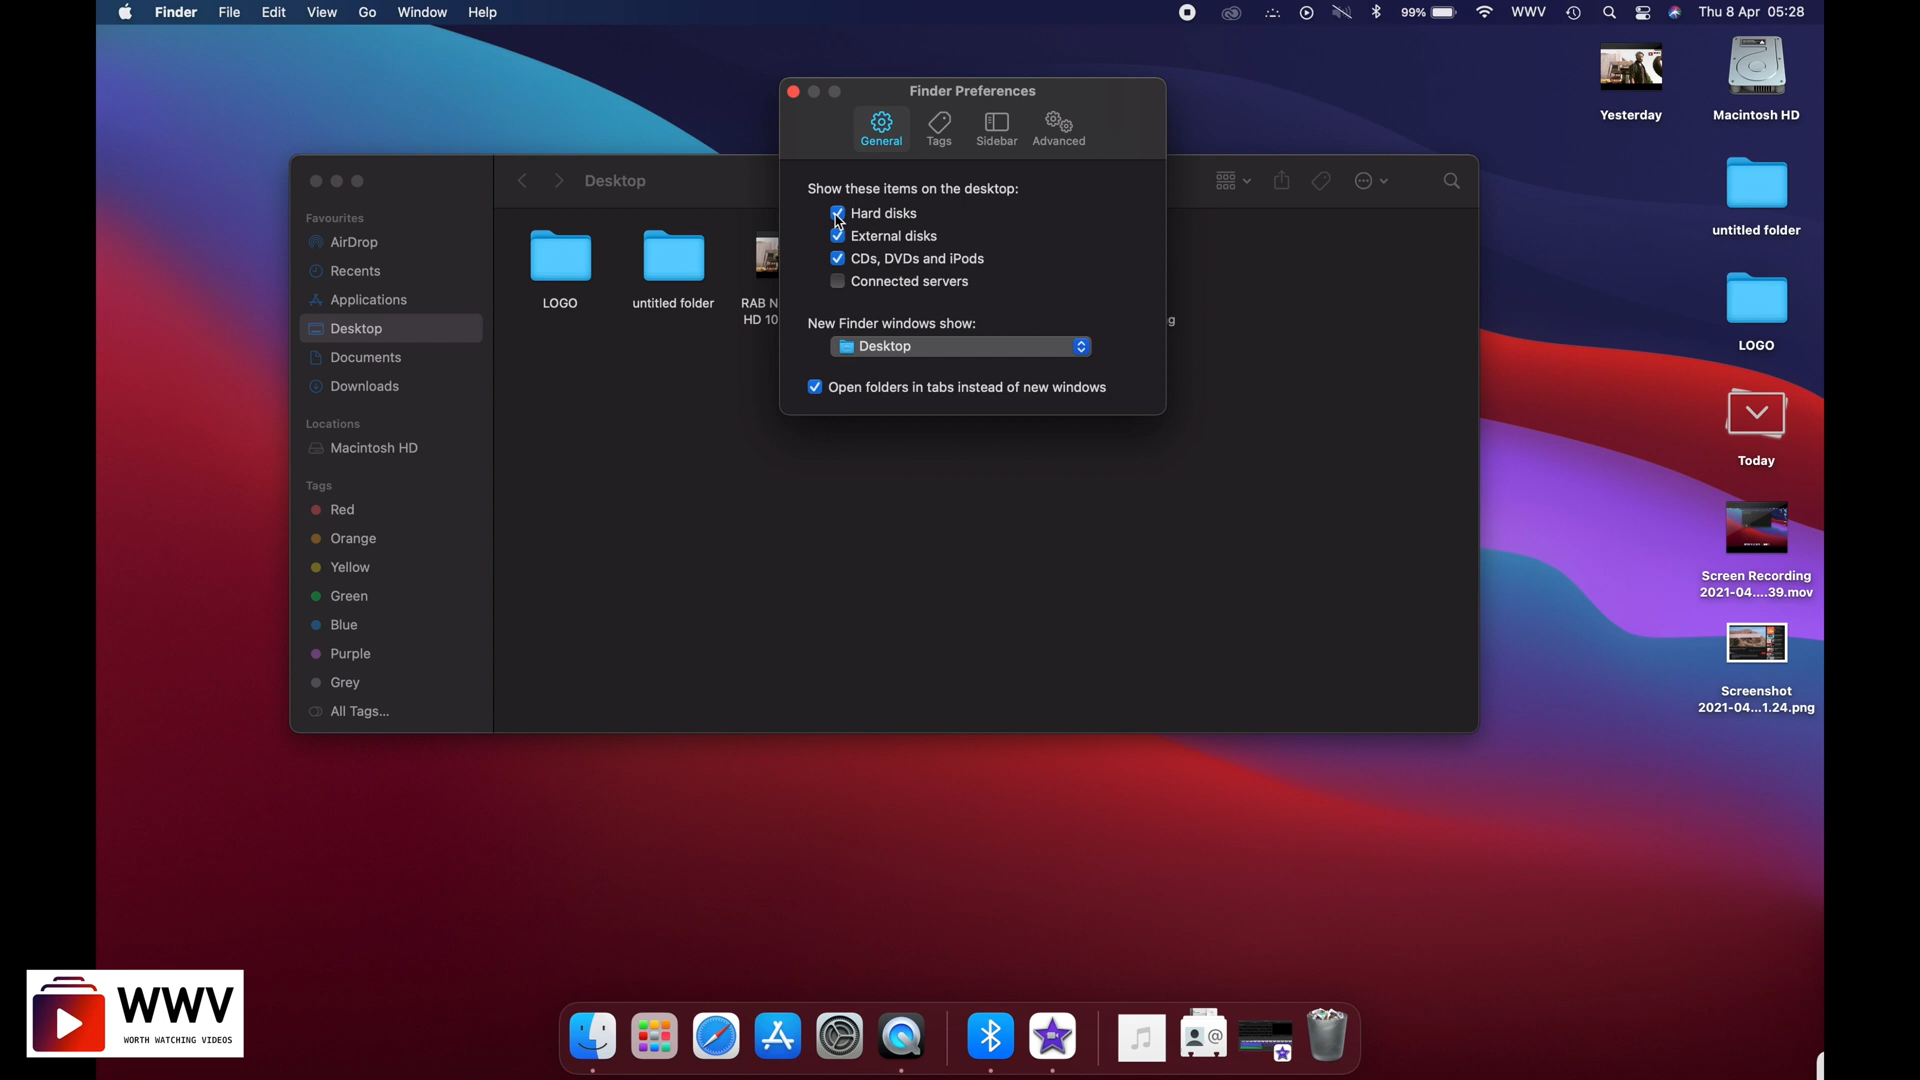 Finder File Edit View Go Window Help
99% WWV Thu 8 Apr 05:28
Finder Preferences
General Tags Sidebar Advanced
Show these items on the desktop:
Hard disks
External disks
CDs, DVDs and iPods
Connected servers
New Finder windows show:
Desktop
Open folders in tabs instead of new windows
Desktop
Favourites
AirDrop
Recents
Applications
Desktop
Documents
Downloads
Locations
Macintosh HD
Tags
Red
Orange
Yellow
Green
Blue
Purple
Grey
All Tags...
LOGO
untitled folder
RAB N
HD 10
g
Yesterday
Macintosh HD
untitled folder
LOGO
Today
Screen Recording
2021-04....39.mov
Screenshot
2021-04...1.24.png
WWV
WORTH WATCHING VIDEOS